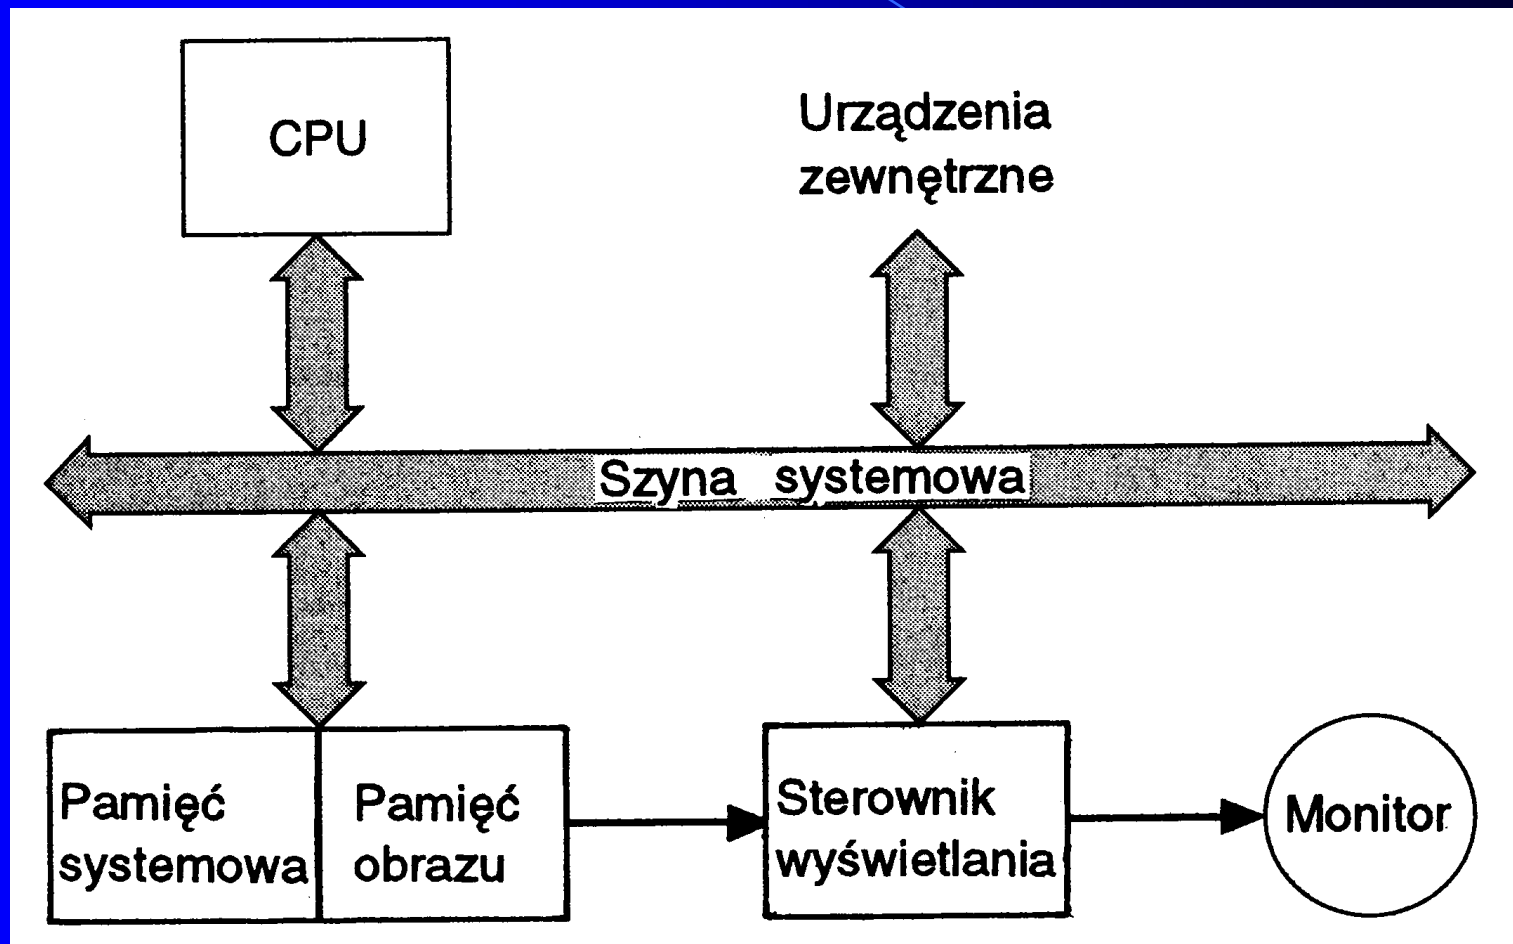 CPU
Urządzenia
zewnętrzne
Szyna systemowa
Pamięć
systemowa
Pamięć
obrazu
Sterownik
wyświetlania
Monitor